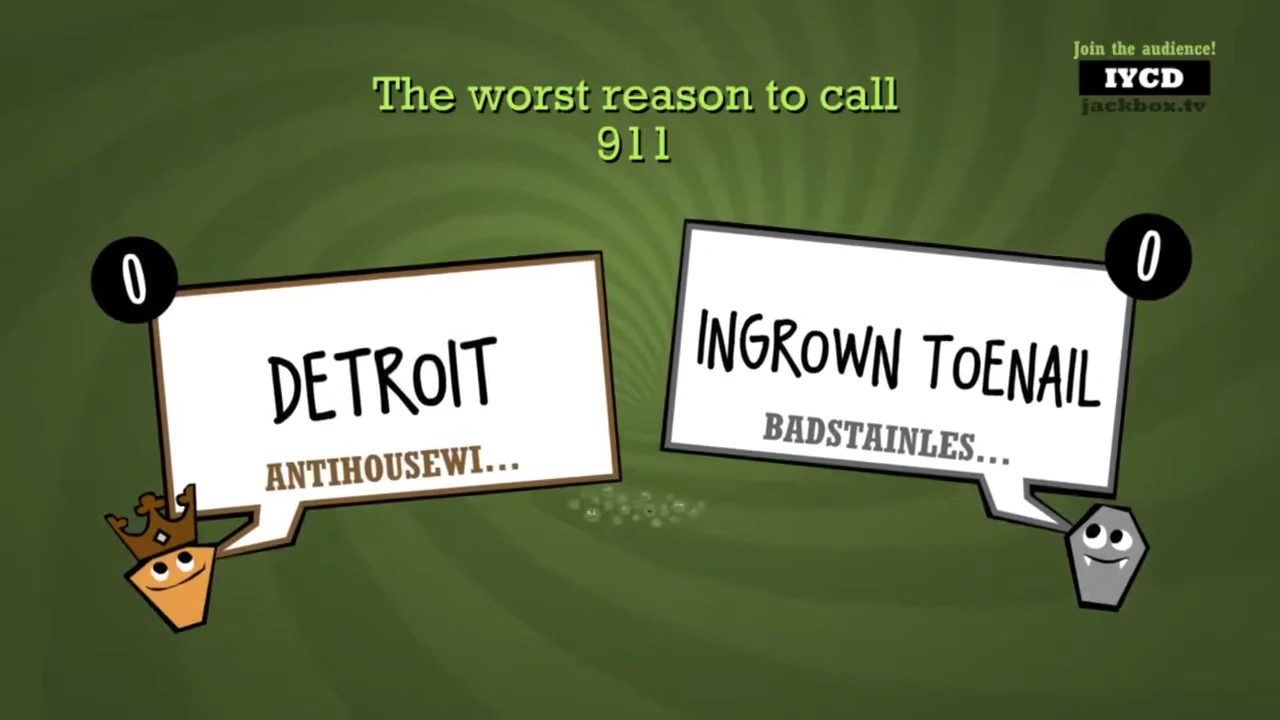 Join the audience!
IYCD
jackbox.tv
The worst reason to call
911
0
0
DETROIT
ANTIHOUSEWI...
INGROWN TOENAIL
BADSTAINLES...